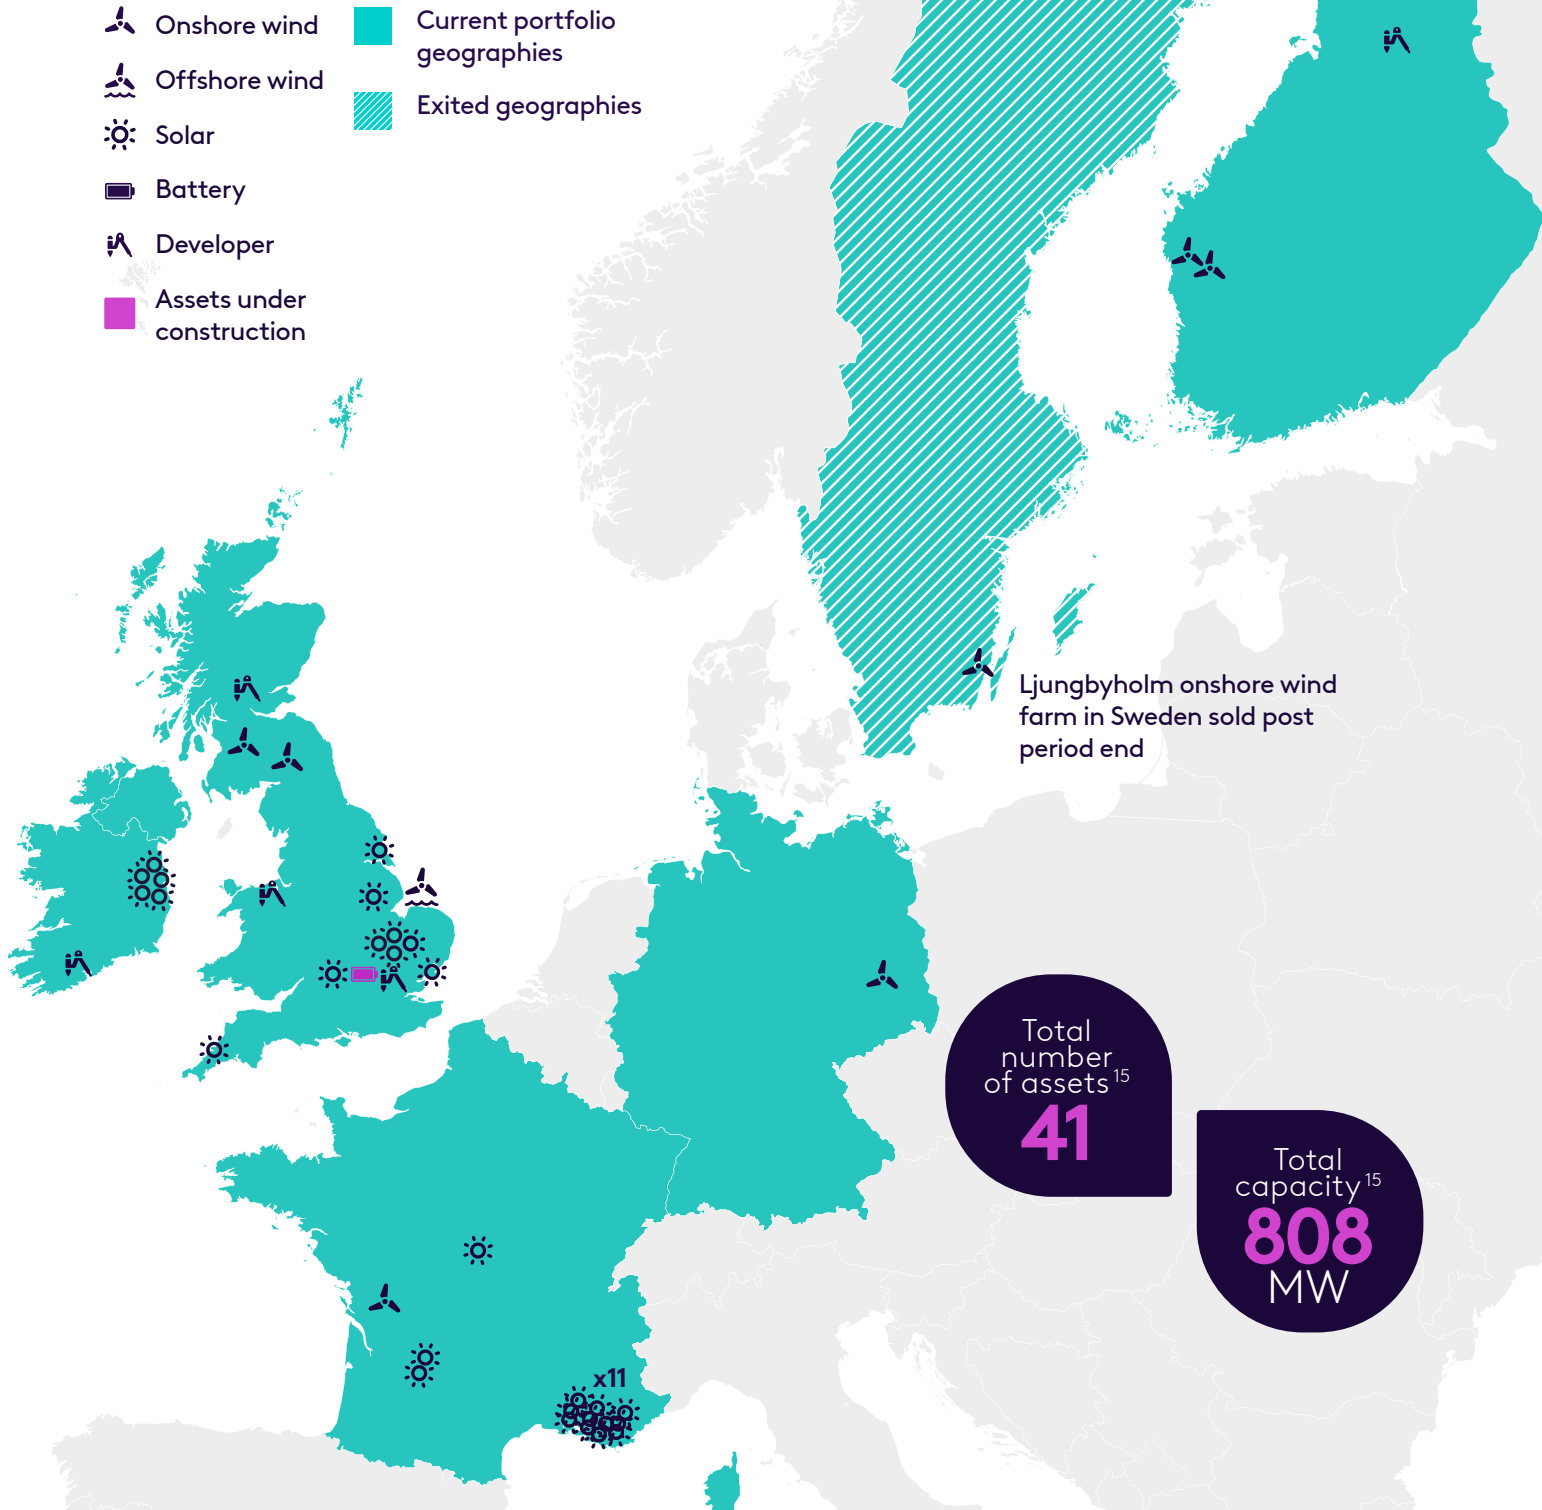 Onshore wind
Offshore wind
Solar
Battery
Developer
Assets under
construction
Current portfolio
geographies
Exited geographies
Ljungbyholm onshore wind
farm in Sweden sold post
period end
Total
number
of assets 15
41
Total
capacity 15
808
MW
x11